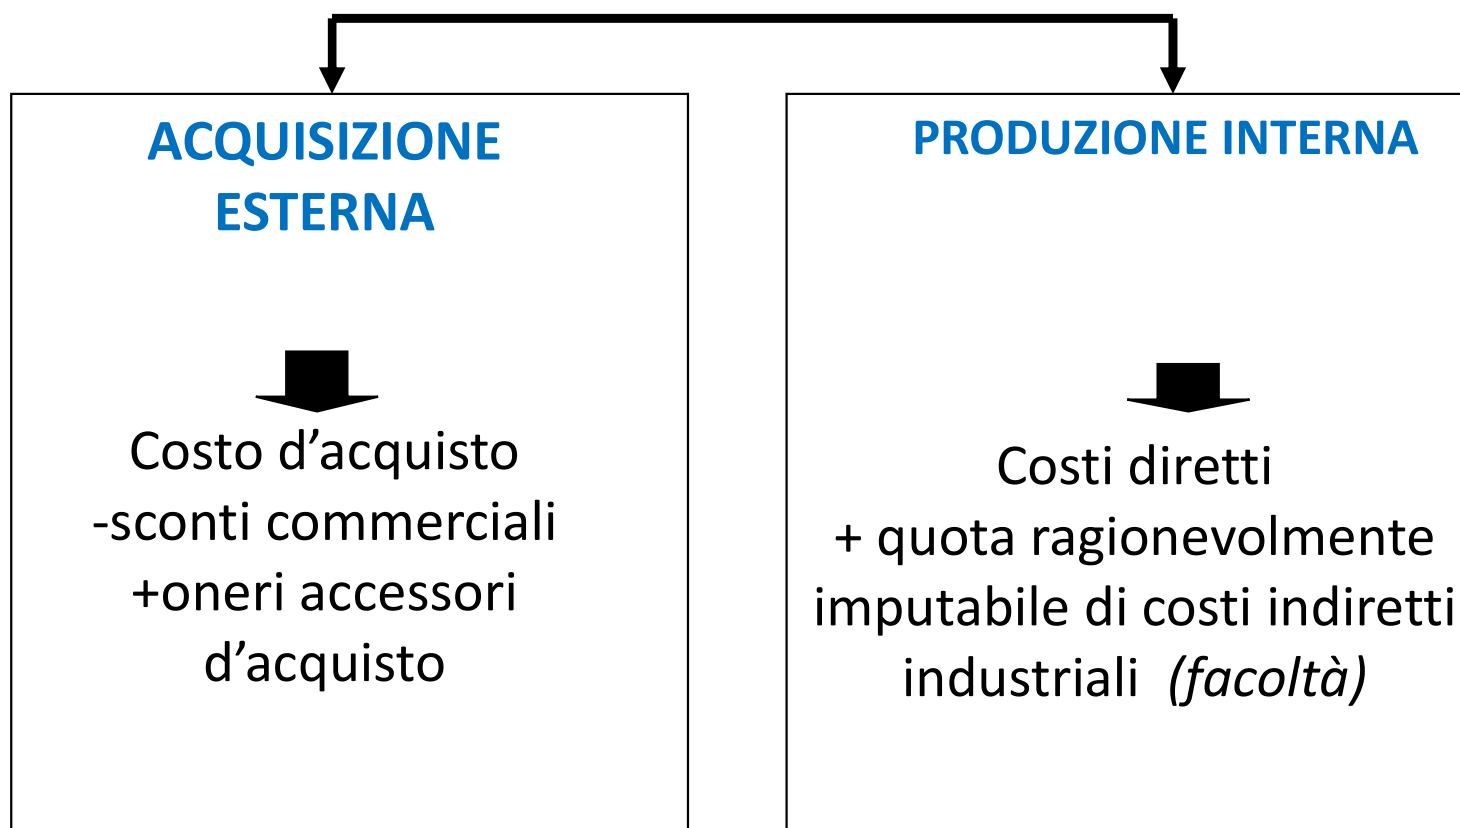 ACQUISIZIONE
ESTERNA
Costo d’acquisto
-sconti commerciali
+oneri accessori
d’acquisto
PRODUZIONE INTERNA
Costi diretti
+ quota ragionevolmente
imputabile di costi indiretti
industriali (facoltà)